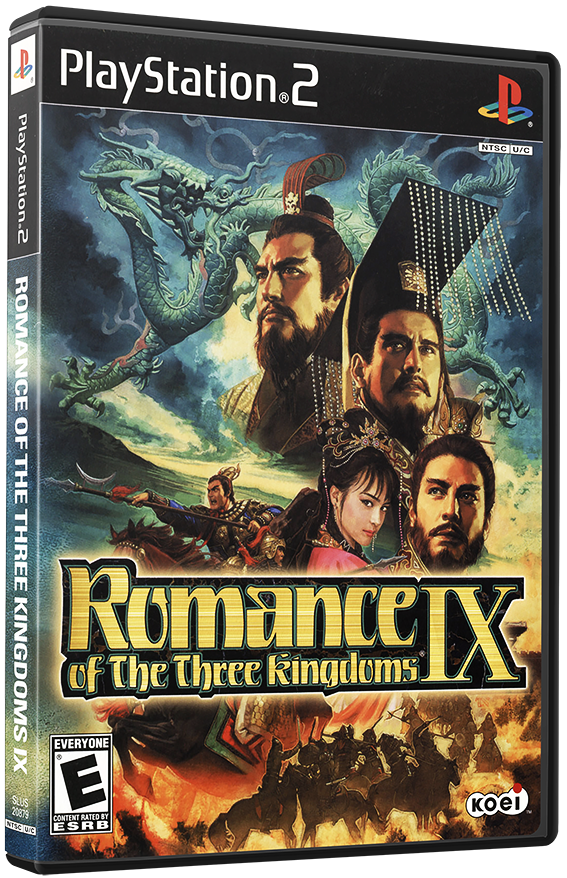 PlayStation®2
NTSC U/C
Romance IX
of The Three Kingdoms®
EVERYONE
E
CONTENT RATED BY
ESRB
KOEI
PlayStation®2
ROMANCE OF THE THREE KINGDOMS IX
SLUS
20879
NTSC U/C